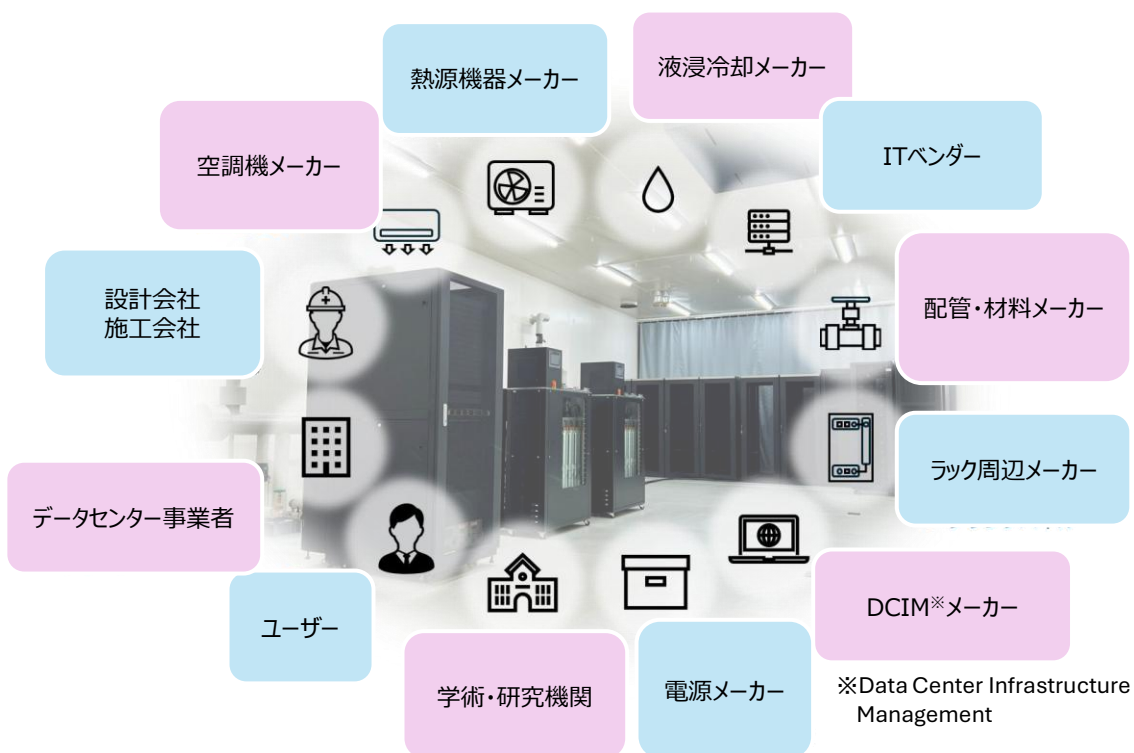 熱源機器メーカー
液浸冷却メーカー
空調機メーカー
ITベンダー
設計会社
施工会社
配管・材料メーカー
ラック周辺メーカー
データセンター事業者
DCIM※メーカー
ユーザー
学術・研究機関
電源メーカー
※Data Center Infrastructure
Management